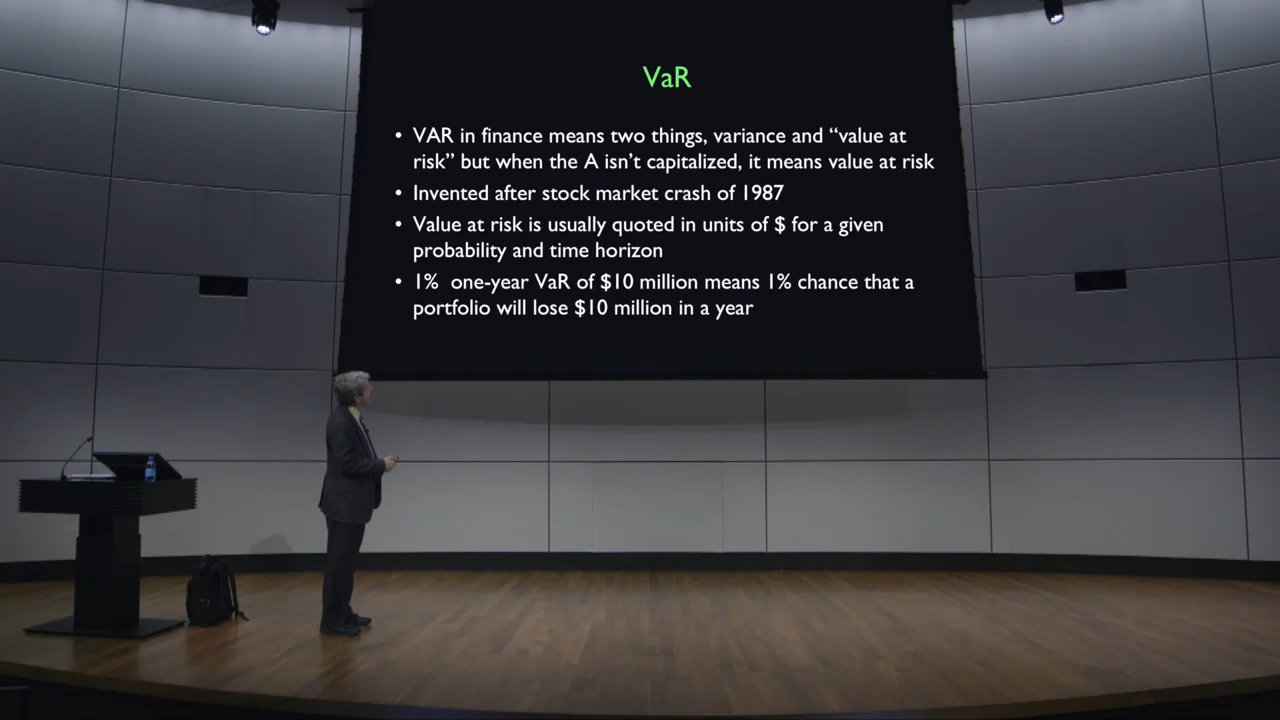 VaR
• VAR in finance means two things, variance and “value at
risk” but when the A isn’t capitalized, it means value at risk
• Invented after stock market crash of 1987
• Value at risk is usually quoted in units of $ for a given
probability and time horizon
• 1%  one-year VaR of $10 million means 1% chance that a
portfolio will lose $10 million in a year